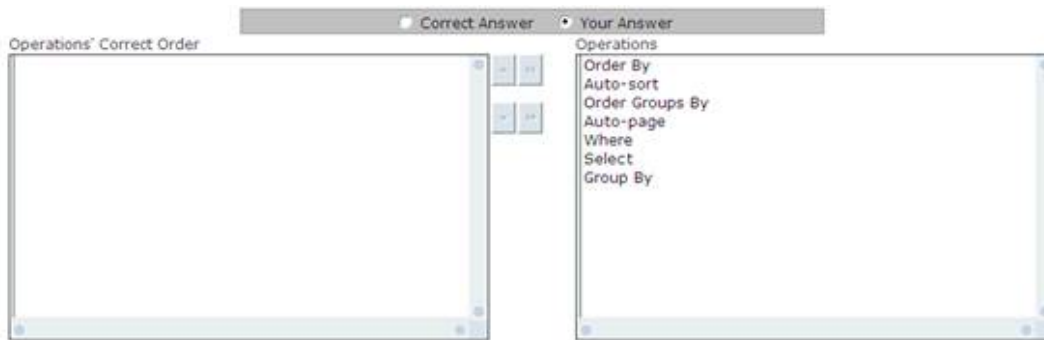 Correct Answer Your Answer
Operations' Correct Order
Operations
Order By
Auto-sort
Order Groups By
Auto-page
Where
Select
Group By